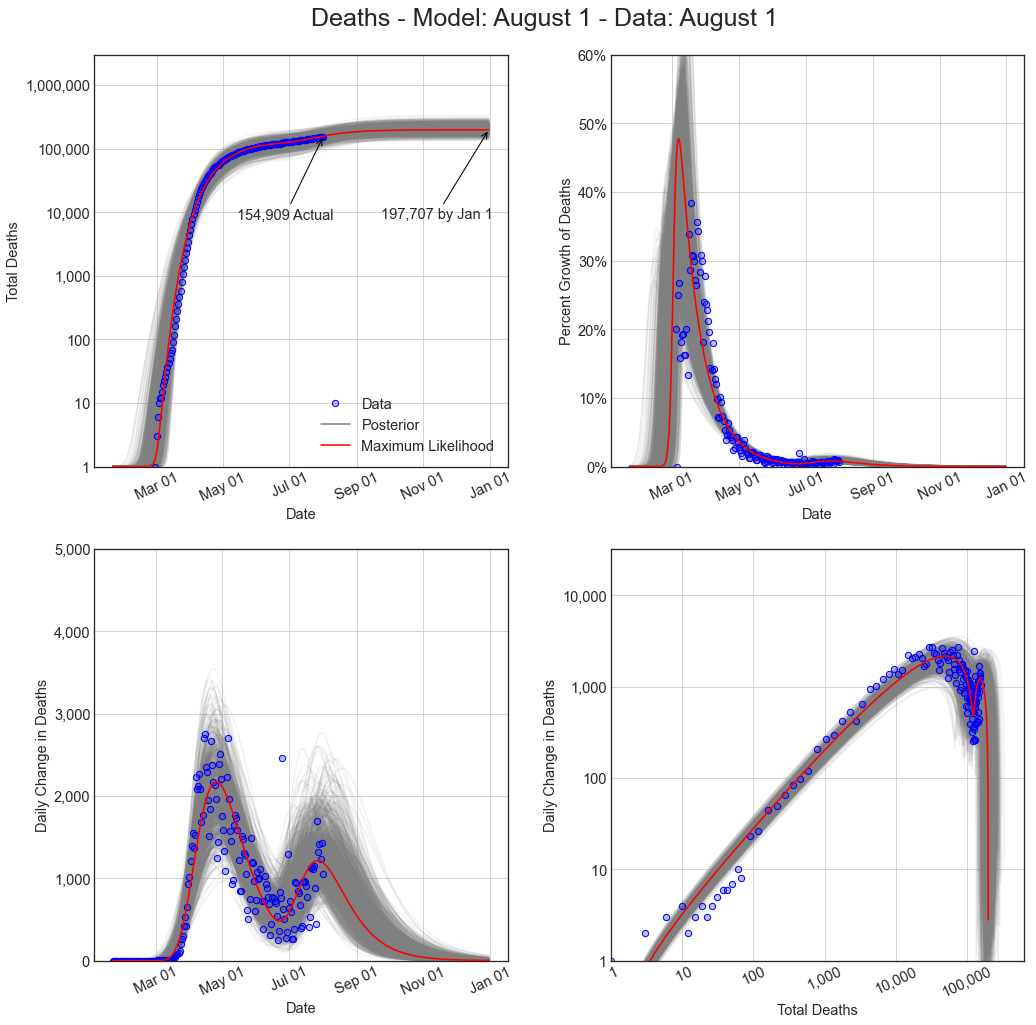 Deaths - Model: August 1 - Data: August 1
Total Deaths
1,000,000
100,000
10,000
1,000
100
10
1
154,909 Actual
197,707 by Jan 1
Data
Posterior
Maximum Likelihood
Mar 01
May 01
Jul 01
Sep 01
Nov 01
Jan 01
Date
Percent Growth of Deaths
60%
50%
40%
30%
20%
10%
0%
Mar 01
May 01
Jul 01
Sep 01
Nov 01
Jan 01
Date
Daily Change in Deaths
5,000
4,000
3,000
2,000
1,000
0
Mar 01
May 01
Jul 01
Sep 01
Nov 01
Jan 01
Date
Daily Change in Deaths
10,000
1,000
100
10
1
1
10
100
1,000
10,000
100,000
Total Deaths